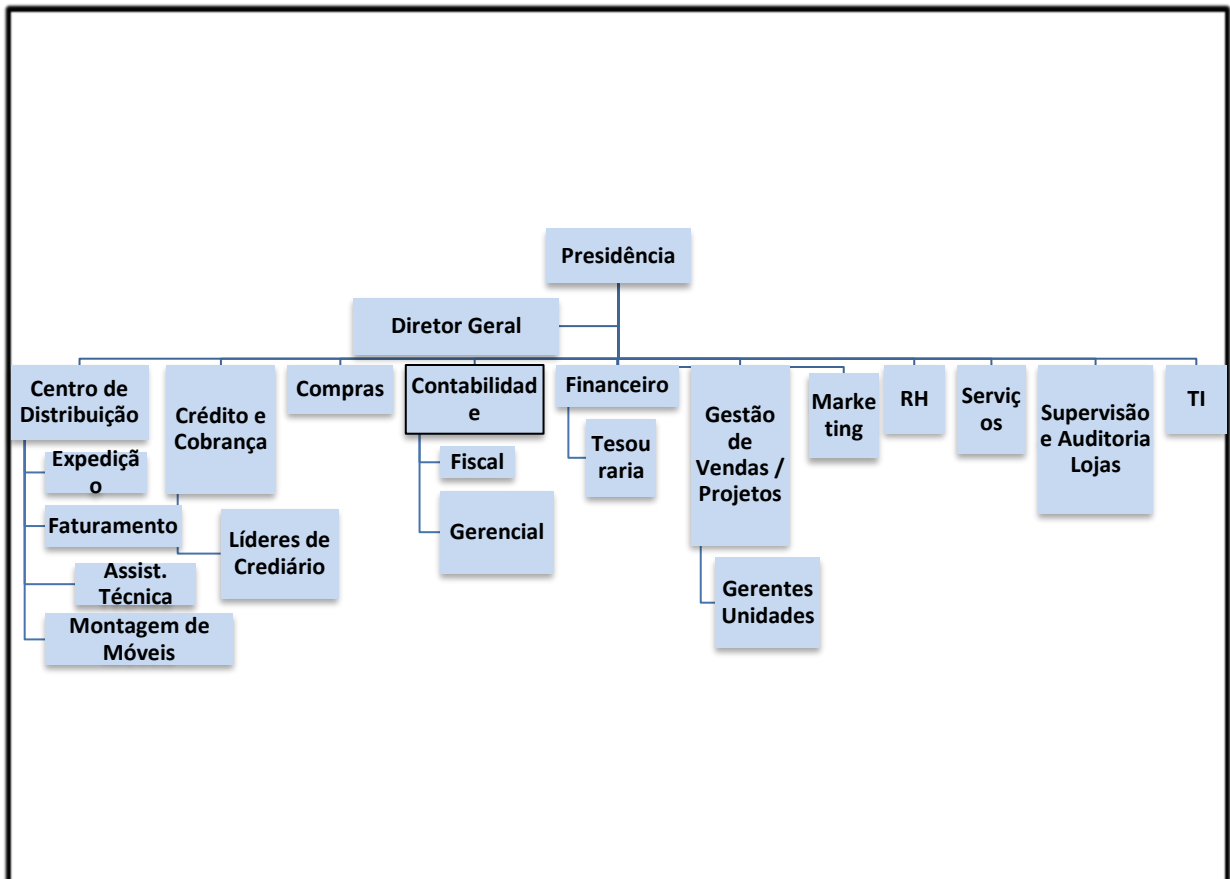 Presidência
Diretor Geral
Centro de
Distribuição
Expediçã
o
Faturamento
Assist.
Técnica
Montagem de
Móveis
Crédito e
Cobrança
Líderes de
Crediário
Compras
Contabilidad
e
Fiscal
Gerencial
Financeiro
Tesou
raria
Gestão
de
Vendas /
Projetos
Gerentes
Unidades
Marke
ting
RH
Serviç
os
Supervisão
e Auditoria
Lojas
TI